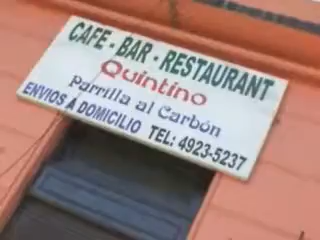 CAFE - BAR - RESTAURANT
Quintino
Parrilla al Carbón
ENVIOS A DOMICILIO TEL: 4923-5237